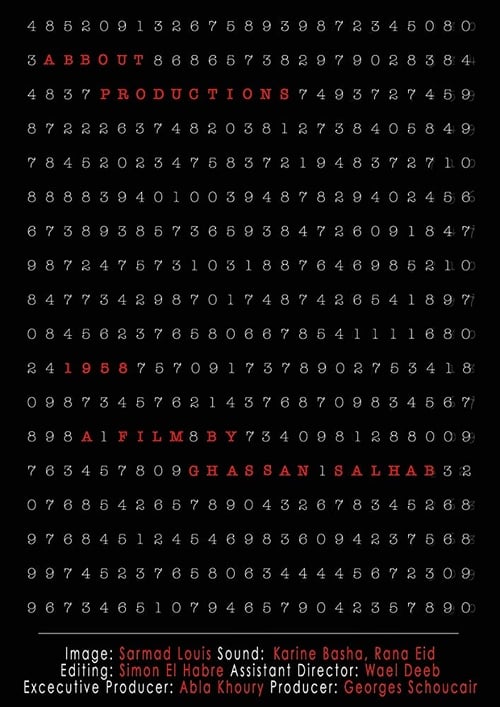 4 8 5 2 0 9 1 3 2 6 7 5 8 9 3 9 8 7 2 3 4 5 0 8 0
3 A B B O U T 8 6 8 6 5 7 3 8 2 9 7 9 0 2 8 3 8 4
4 8 3 7 P R O D U C T I O N S 7 4 9 3 7 2 7 4 5 9
8 7 2 2 2 6 3 7 4 8 2 0 3 8 1 2 7 3 8 4 0 5 8 4 9
7 8 4 5 2 0 2 3 4 7 5 8 3 7 2 1 9 4 8 3 7 2 7 1 0
8 8 8 8 3 9 4 0 1 0 0 3 9 4 8 7 8 2 9 4 0 2 4 5 6
6 7 3 8 9 3 8 5 7 3 6 5 9 3 8 4 7 2 6 0 9 1 8 4 7
9 8 7 2 4 7 5 7 3 1 0 3 1 8 8 7 6 4 6 9 8 5 2 1 0
8 4 7 7 3 4 2 9 8 7 0 1 7 4 8 7 4 2 6 5 4 1 8 9 7
0 8 4 5 6 2 3 7 6 5 8 0 6 6 7 8 5 4 1 1 1 1 6 8 0
2 4 1 9 5 8 7 5 7 0 9 1 7 3 7 8 9 0 2 7 5 3 4 1 8
0 9 8 7 3 4 5 7 6 2 1 4 3 7 6 8 7 0 9 8 3 4 5 6 7
8 9 8 A 1 F I L M 8 B Y 7 3 4 0 9 8 1 2 8 8 0 0 9
7 6 3 4 5 7 8 0 9 G H A S S A N 1 S A L H A B 3 2
0 7 6 8 5 4 2 6 5 7 8 9 0 4 3 2 6 7 8 3 4 5 2 6 8
9 7 6 8 4 5 1 2 4 5 4 6 9 8 3 6 0 9 4 2 3 7 5 6 8
9 9 7 4 5 2 3 7 6 5 8 0 6 3 4 4 4 4 5 6 7 2 3 0 9
9 6 7 3 4 6 5 1 0 7 9 4 6 5 7 9 0 4 2 3 5 7 9 8 0
Image: Sarmad Louis Sound: Karine Basha, Rana Eid
Editing: Simon El Habre Assistant Director: Wael Deeb
Excecutive Producer: Abla Khoury Producer: Georges Schoucair